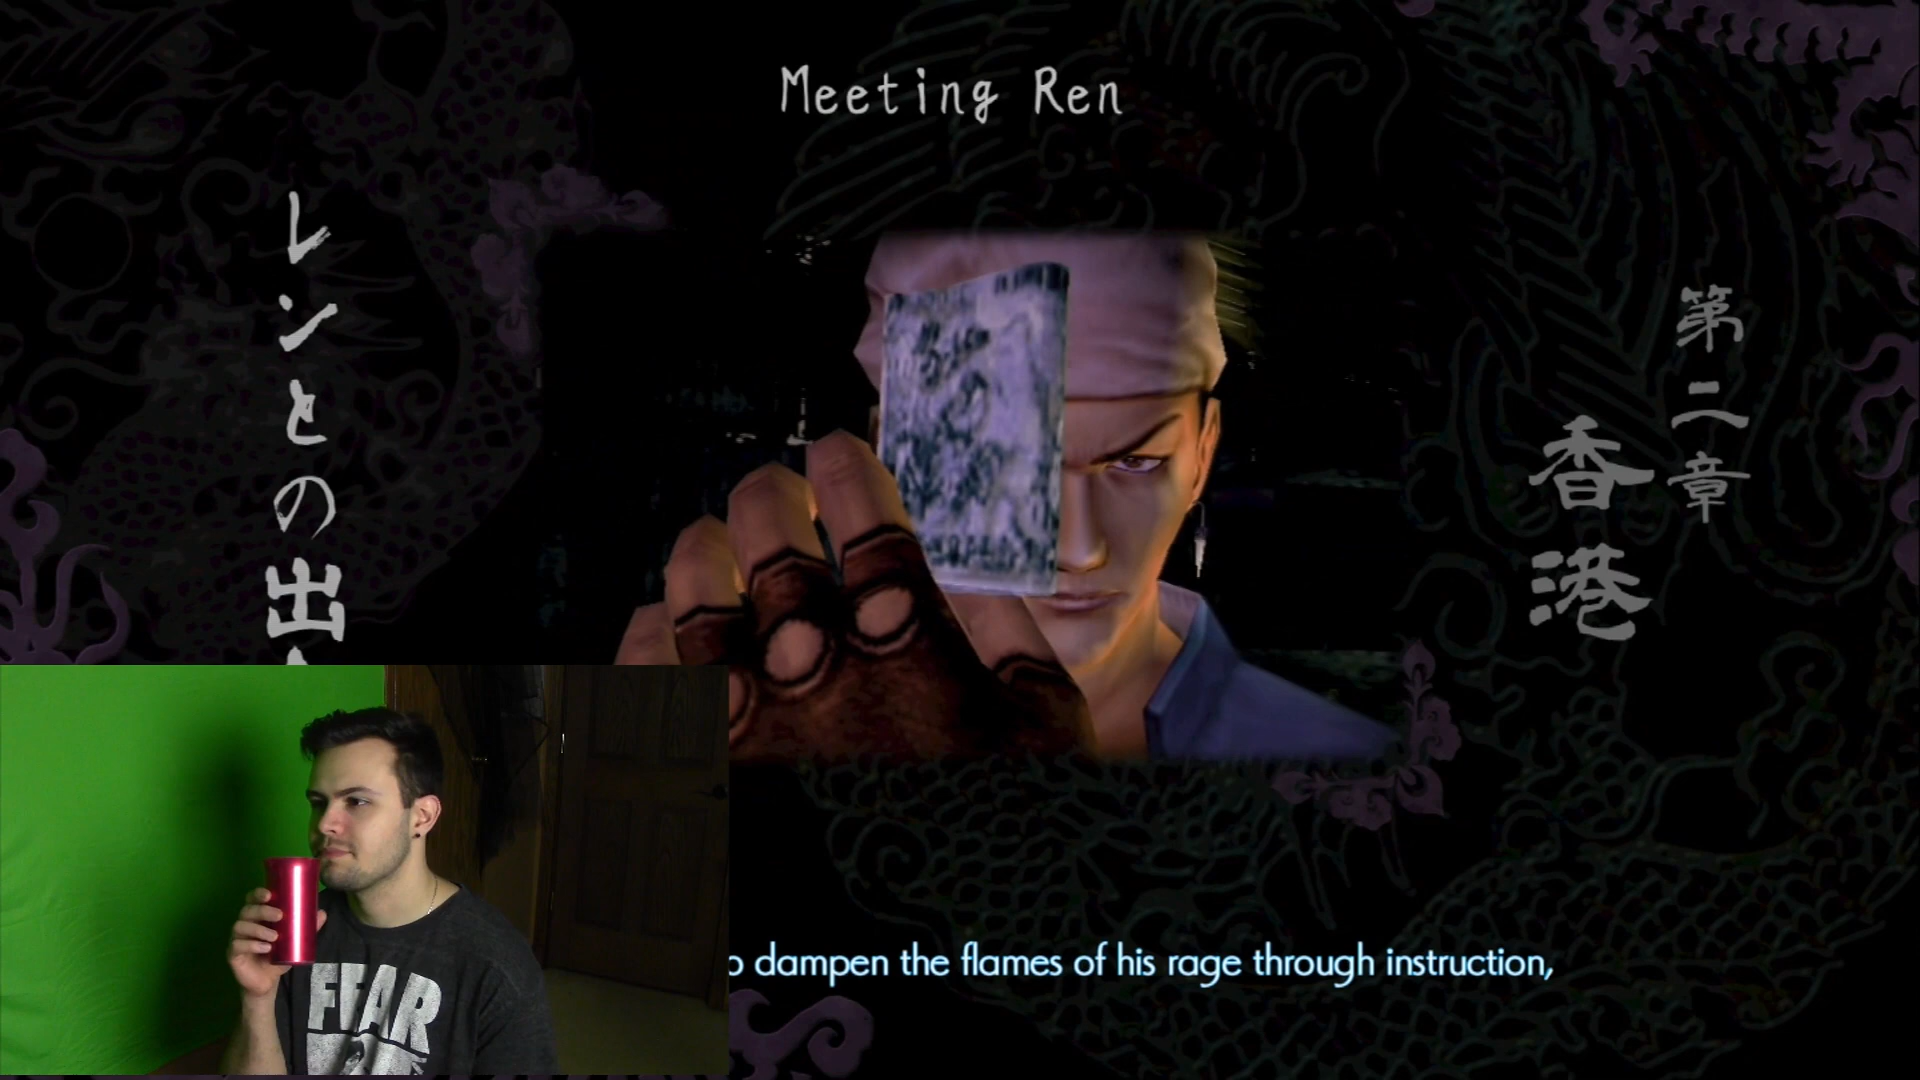 Meeting Ren
第二章
香港
レンとの出
dampen the flames of his rage through instruction,
FEAR